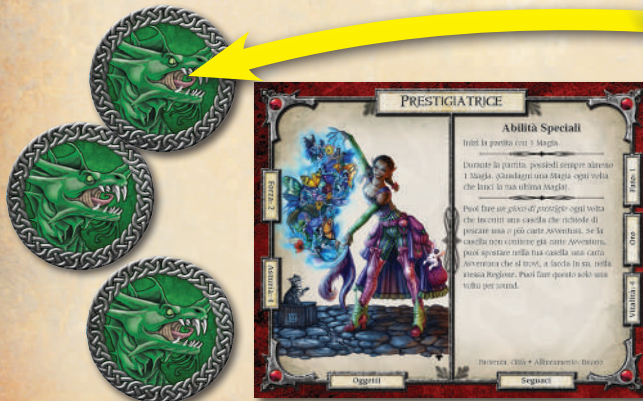 PRESTIGIATRICE
Abilità Speciali
Inizi la partita con 1 Magia.
Durante la partita, possiedi sempre almeno
1 Magia. (Guadagni una Magia ogni volta
che lanci la tua ultima Magia).
Puoi fare un gioco di prestigio ogni volta
che incontri una casella che richiede di
pescare una o più carte Avventura. Se la
casella non contiene già carte Avventura,
puoi spostare nella tua casella una carta
Avventura che si trovi, a faccia in su, nella
stessa Regione. Puoi fare questo solo una
volta per round.
Forza: 2
Astuzia: 4
Fato: 1
Oro
Vitalità: 4
Partenza: Città • Allineamento: Buono
Oggetti
Seguaci